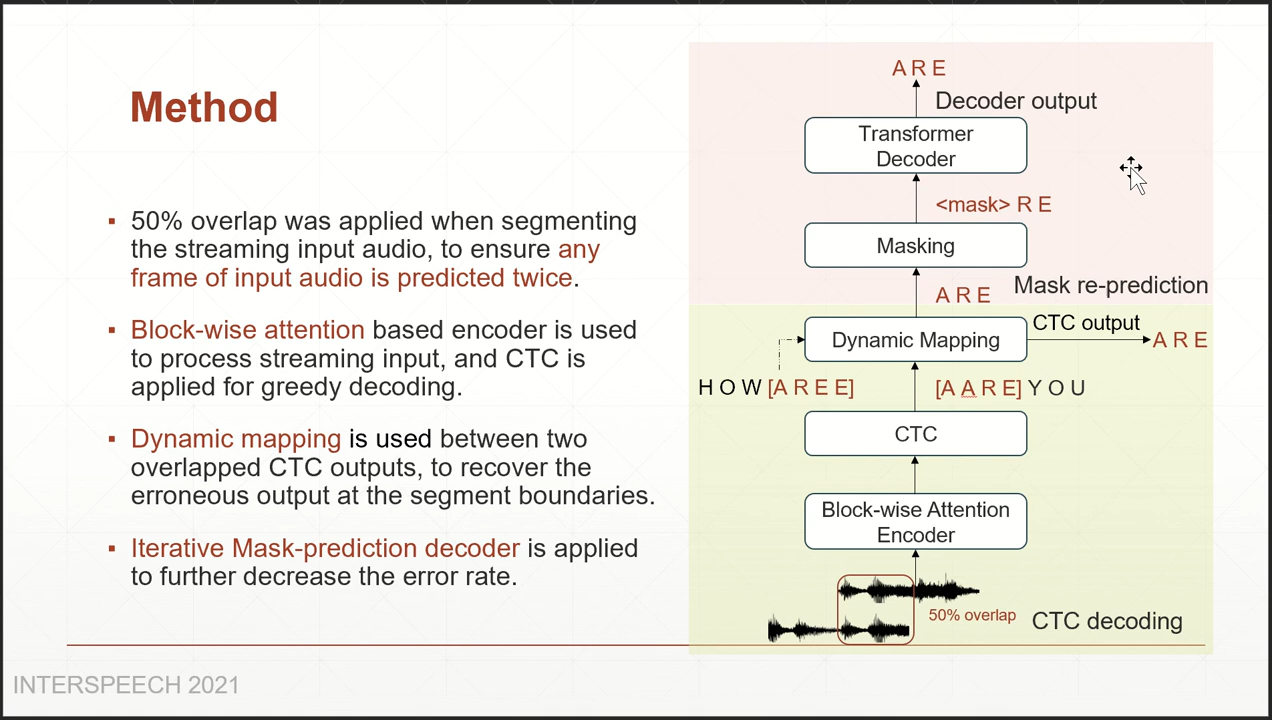 Method
▪ 50% overlap was applied when segmenting
the streaming input audio, to ensure any
frame of input audio is predicted twice.
▪ Block-wise attention based encoder is used
to process streaming input, and CTC is
applied for greedy decoding.
▪ Dynamic mapping is used between two
overlapped CTC outputs, to recover the
erroneous output at the segment boundaries.
▪ Iterative Mask-prediction decoder is applied
to further decrease the error rate.
A R E
Decoder output
Transformer
Decoder
<mask> R E
Masking
A R E
Mask re-prediction
Dynamic Mapping
CTC output
A R E
H O W [A R E E]
[A A R E] Y O U
CTC
Block-wise Attention
Encoder
50% overlap
CTC decoding
INTERSPEECH 2021